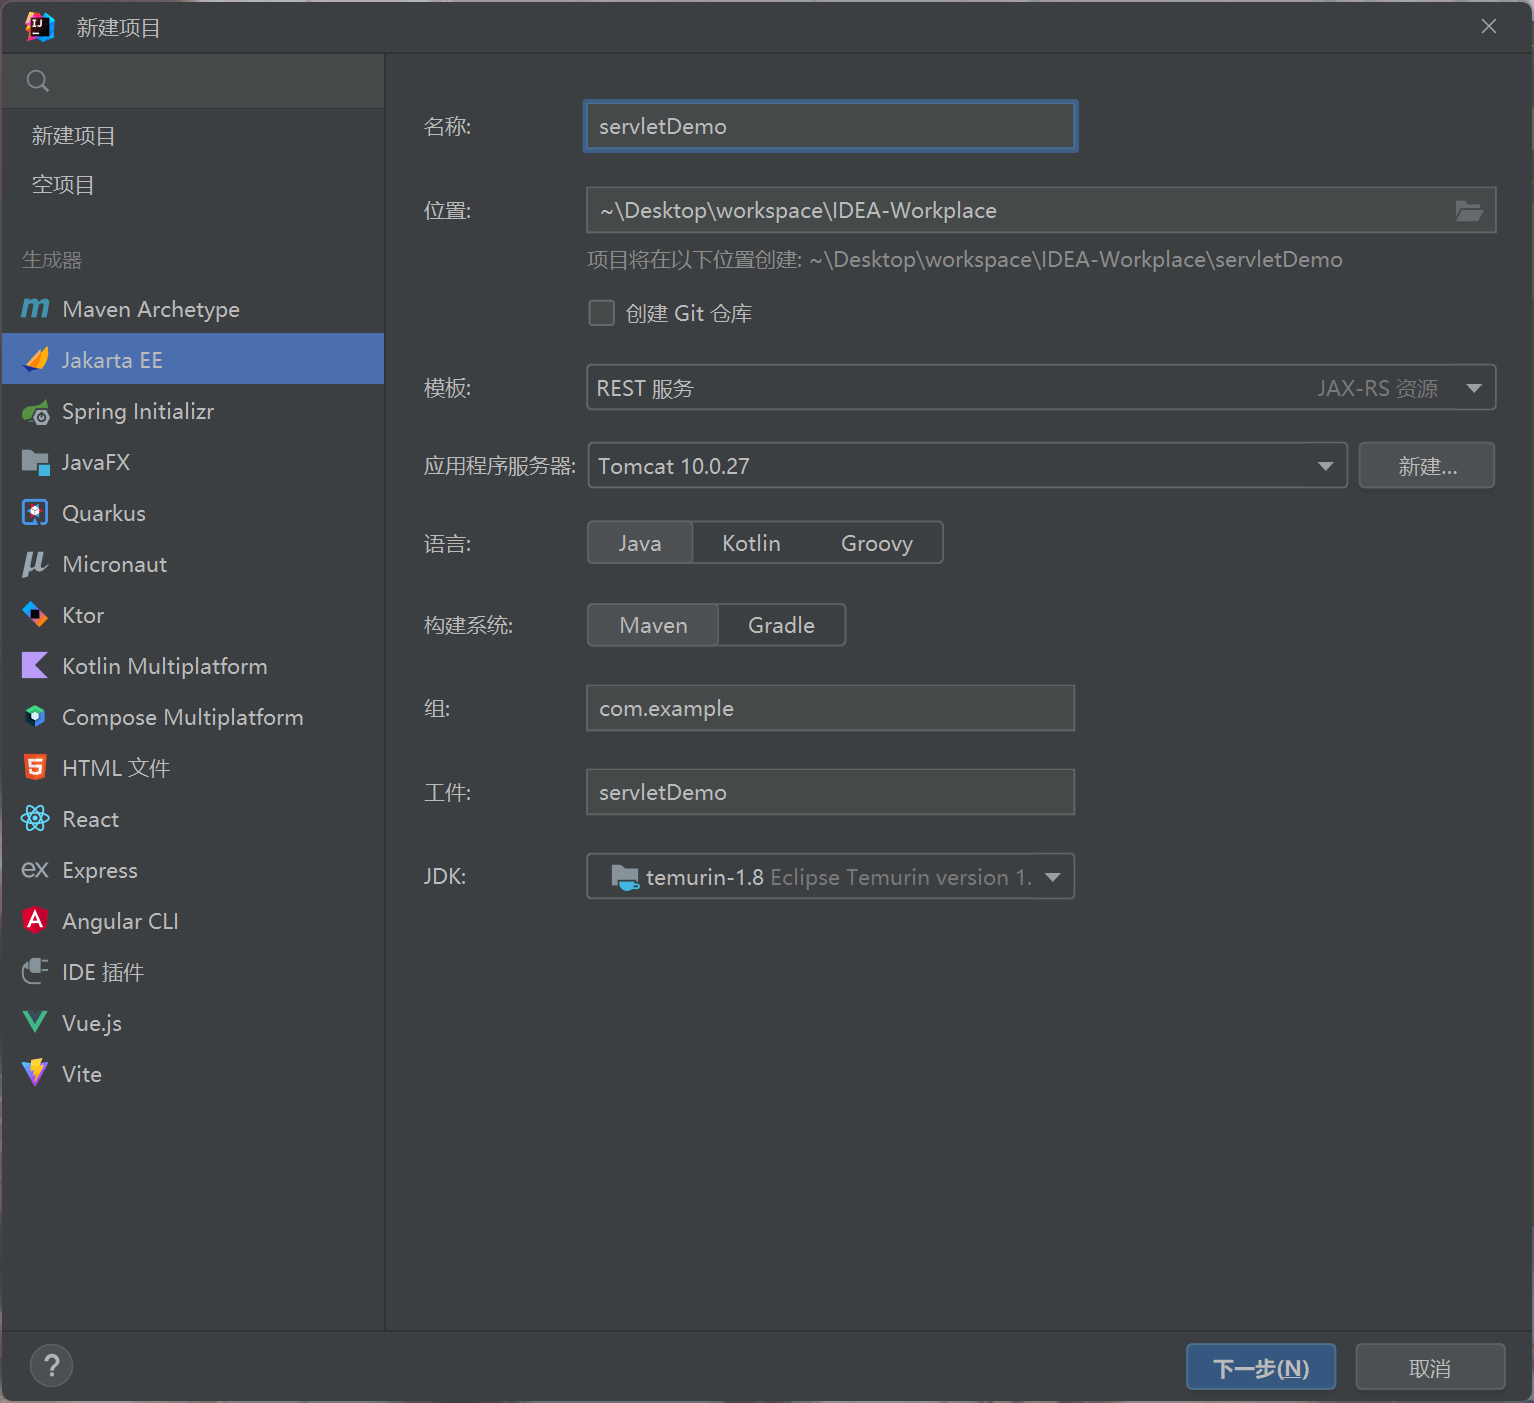 新建项目
新建项目
空项目
生成器
Maven Archetype
Jakarta EE
Spring Initializr
JavaFX
Quarkus
Micronaut
Ktor
Kotlin Multiplatform
Compose Multiplatform
HTML 文件
React
Express
Angular CLI
IDE 插件
Vue.js
Vite
名称: servletDemo
位置: ~\Desktop\workspace\IDEA-Workplace
项目将在以下位置创建: ~\Desktop\workspace\IDEA-Workplace\servletDemo
创建 Git 仓库
模板: REST 服务 JAX-RS 资源
应用程序服务器: Tomcat 10.0.27 新建...
语言: Java Kotlin Groovy
构建系统: Maven Gradle
组: com.example
工件: servletDemo
JDK: temurin-1.8 Eclipse Temurin version 1.
? 下一步(N) 取消